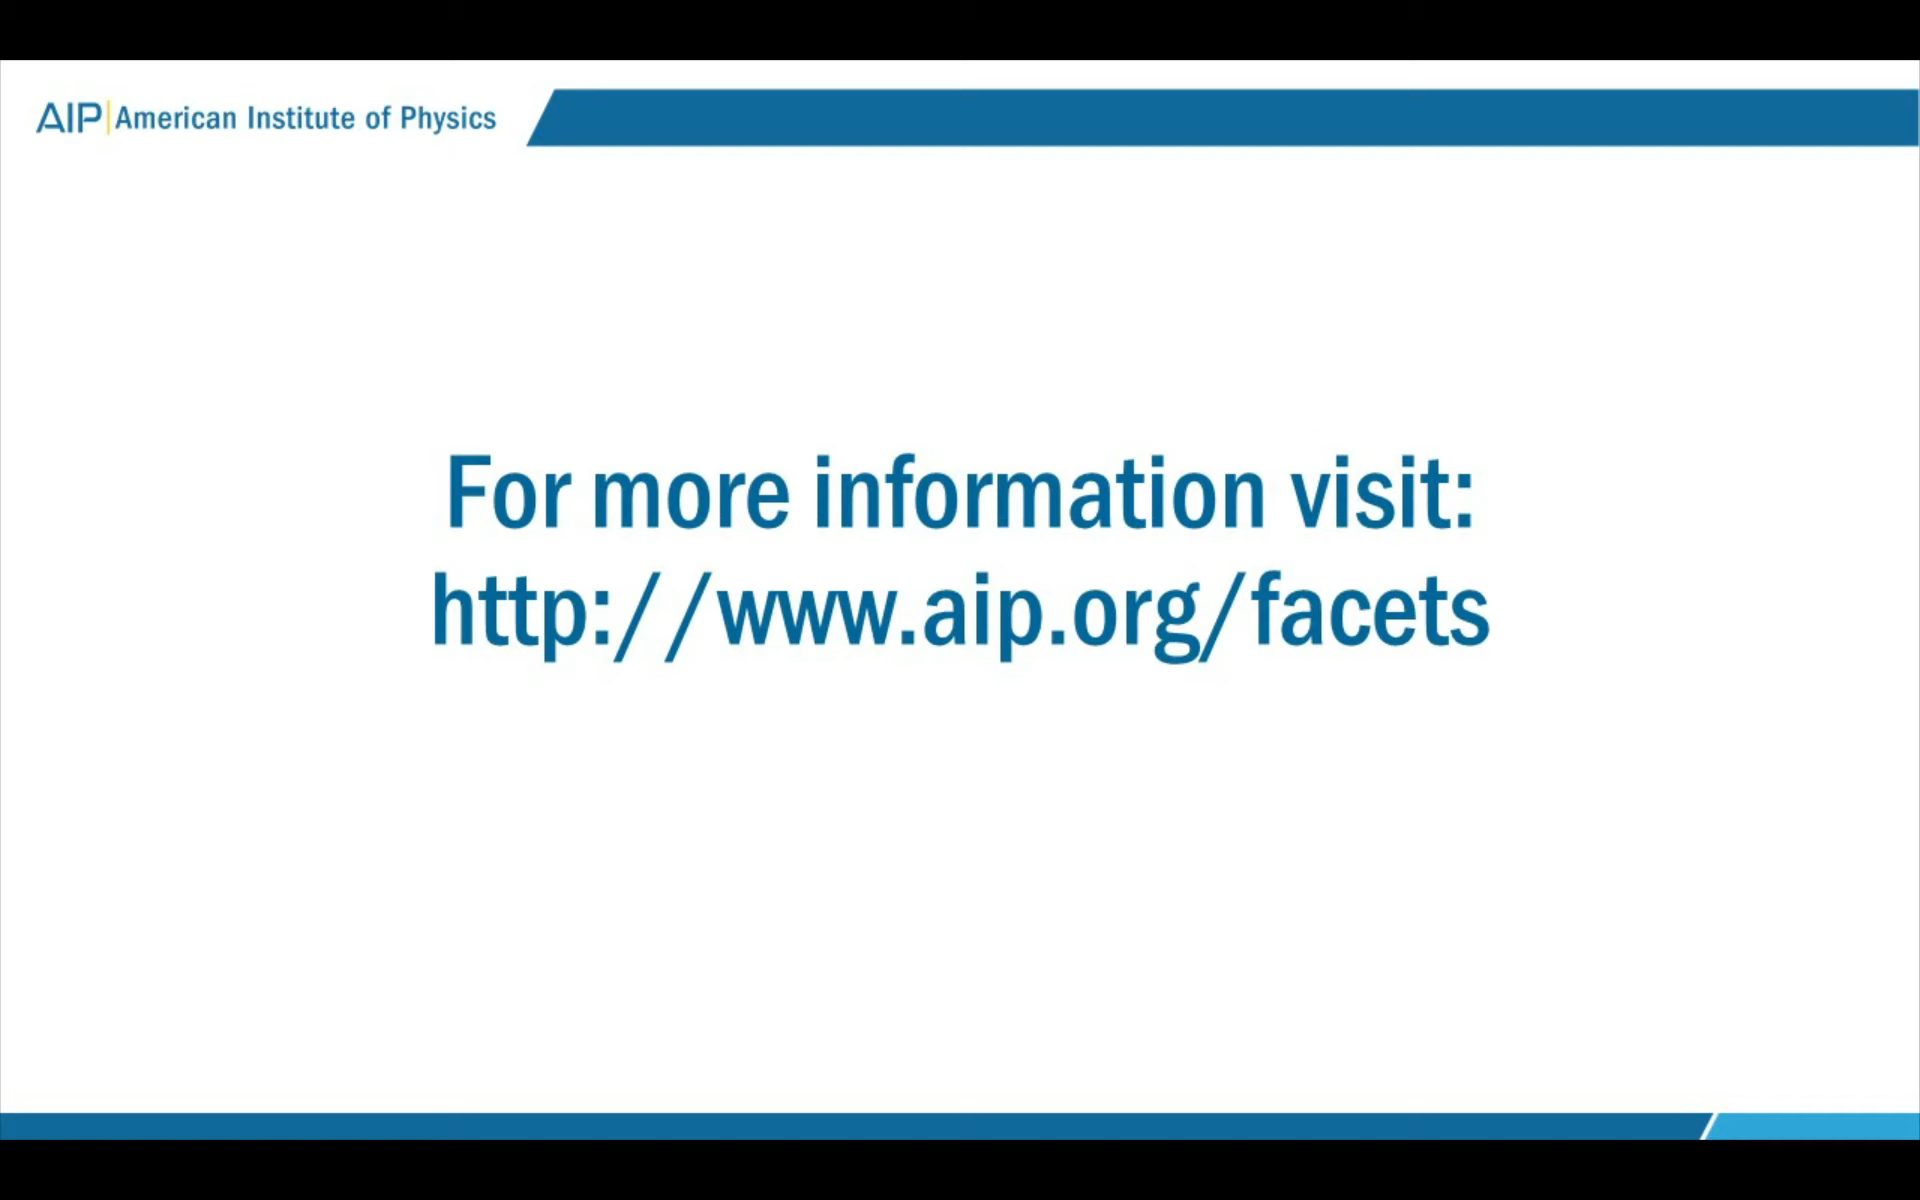 AIP American Institute of Physics
For more information visit:
http://www.aip.org/facets